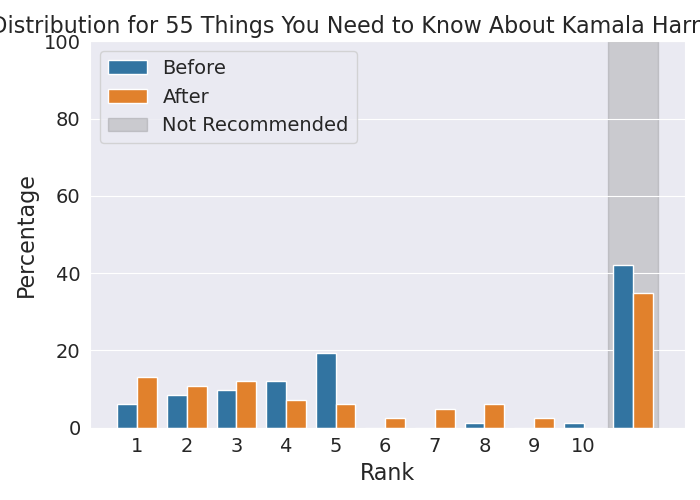 Distribution for 55 Things You Need to Know About Kamala Harr
100
80
60
40
20
0
Percentage
Before
After
Not Recommended
1 2 3 4 5 6 7 8 9 10
Rank